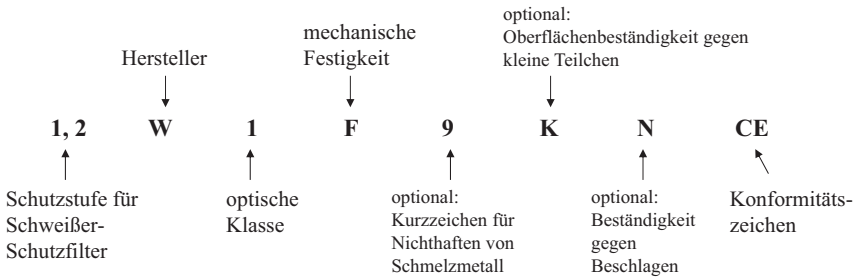 optional:
Oberflächenbeständigkeit gegen
kleine Teilchen
mechanische
Festigkeit
Hersteller
1, 2 W 1 F 9 K N CE
Schutzstufe für
Schweißer-
Schutzfilter
optische
Klasse
optional:
Kurzzeichen für
Nichthaften von
Schmelzmetall
optional:
Beständigkeit
gegen
Beschlagen
Konformitäts-
zeichen